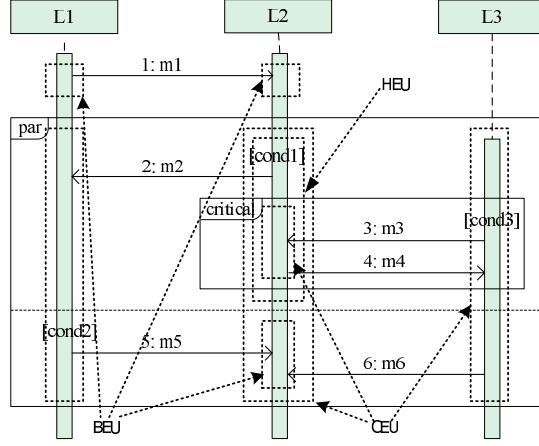 L1 L2 L3
1: m1
HEU
par
[cond1]
2: m2
critical
[cond3]
3: m3
4: m4
[cond2]
5: m5
6: m6
BEU CEU